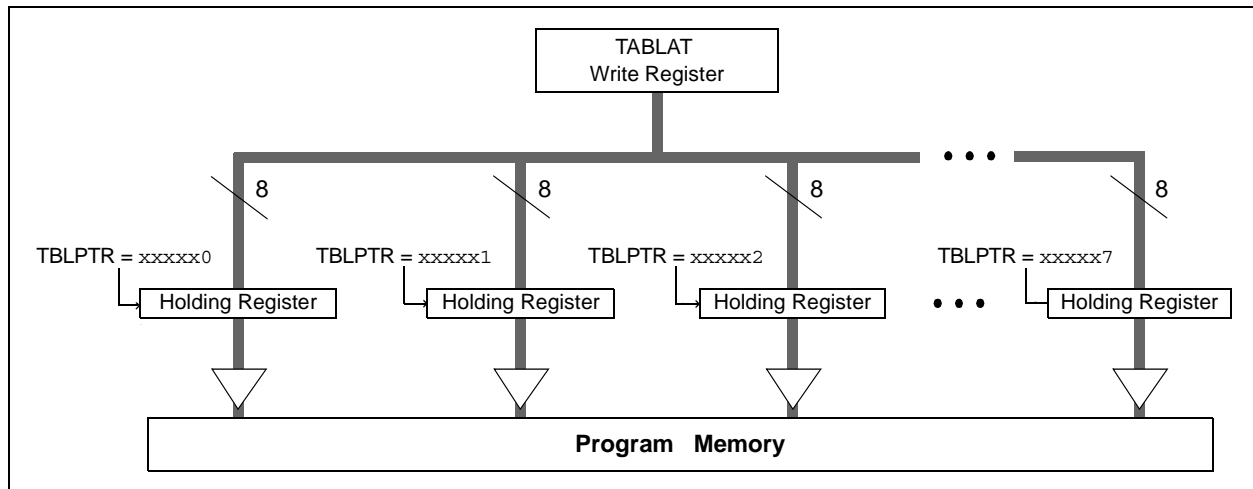 TABLAT
Write Register
8 8 8 8
TBLPTR = xxxxx0 TBLPTR = xxxxx1 TBLPTR = xxxxx2 TBLPTR = xxxxx7
Holding Register Holding Register Holding Register Holding Register
Program Memory